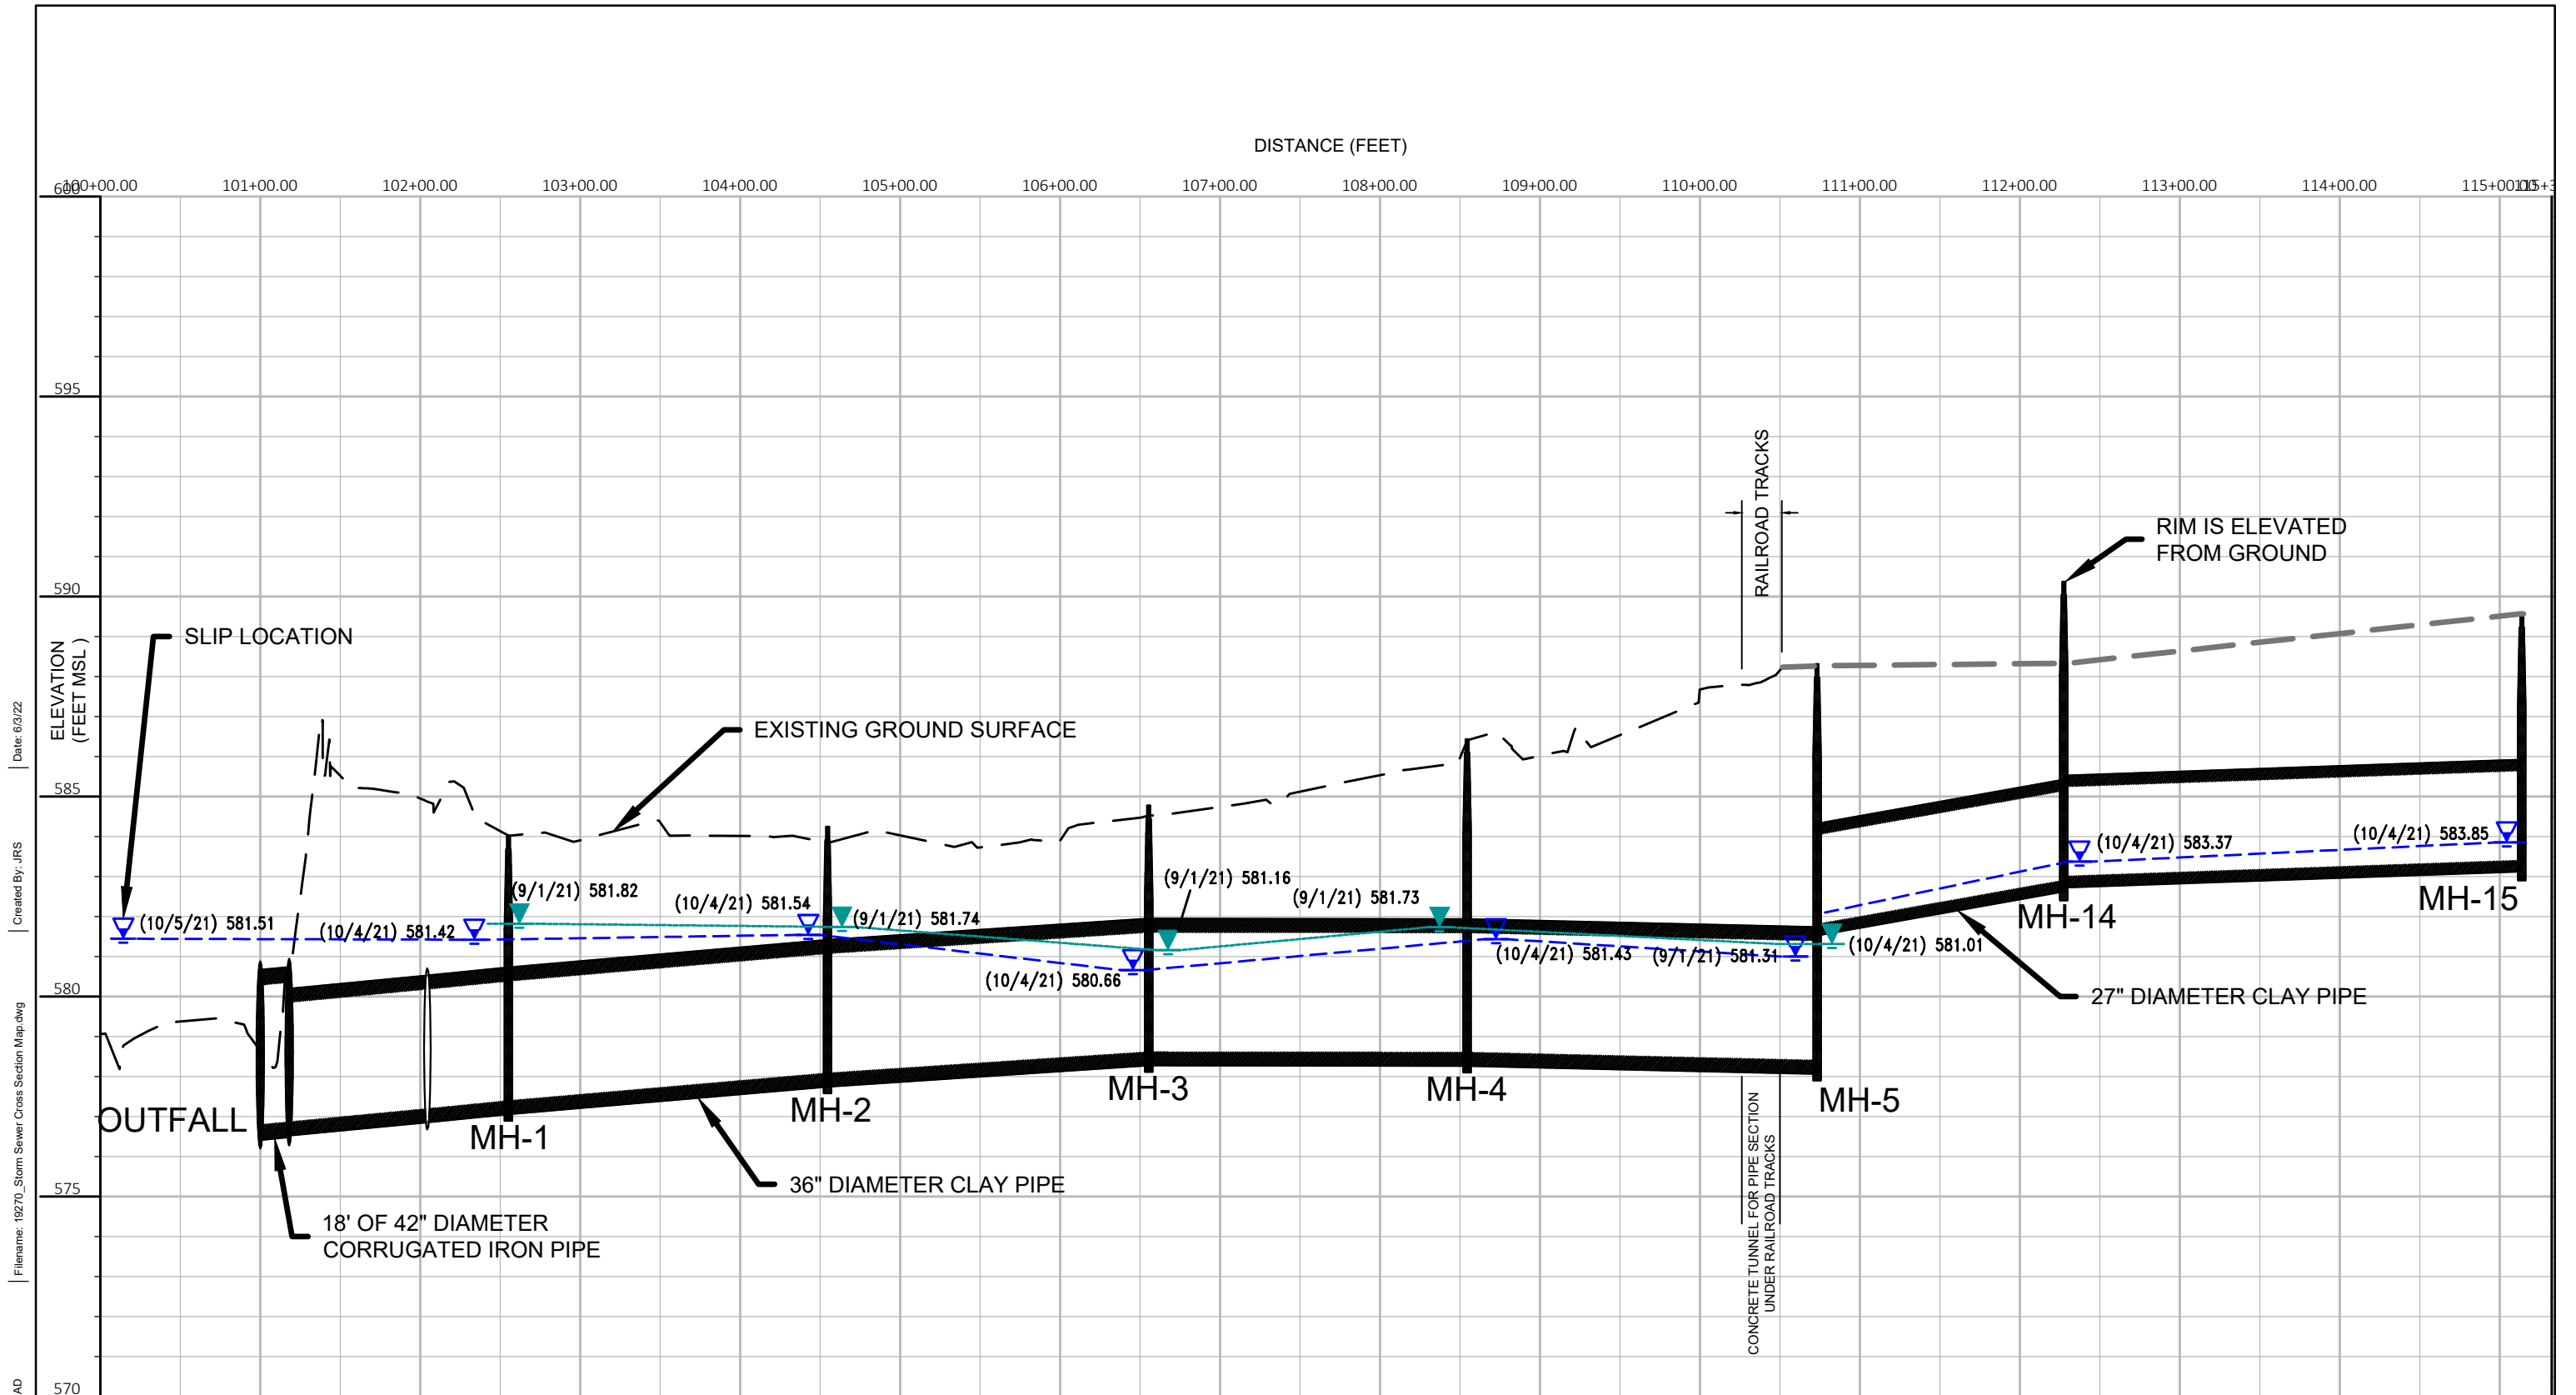 DISTANCE (FEET)
600
100+00.00
101+00.00
102+00.00
103+00.00
104+00.00
105+00.00
106+00.00
107+00.00
108+00.00
109+00.00
110+00.00
111+00.00
112+00.00
113+00.00
114+00.00
115+00.00
595
590
585
580
575
570
ELEVATION
(FEET MSL )
SLIP LOCATION
EXISTING GROUND SURFACE
RAILROAD TRACKS
RIM IS ELEVATED
FROM GROUND
(10/5/21) 581.51
(10/4/21) 581.42
(9/1/21) 581.82
(10/4/21) 581.54
(9/1/21) 581.74
(10/4/21) 580.66
(9/1/21) 581.16
(9/1/21) 581.73
(10/4/21) 581.43
(9/1/21) 581.31
(10/4/21) 581.01
(10/4/21) 583.37
(10/4/21) 583.85
OUTFALL
MH-1
MH-2
MH-3
MH-4
MH-5
MH-14
MH-15
27" DIAMETER CLAY PIPE
36" DIAMETER CLAY PIPE
18' OF 42" DIAMETER
CORRUGATED IRON PIPE
CONCRETE TUNNEL FOR PIPE SECTION
UNDER RAILROAD TRACKS
Date: 6/3/22
Created By: JRS
Filename: 19270_Storm Sewer Cross Section Map.dwg
AD